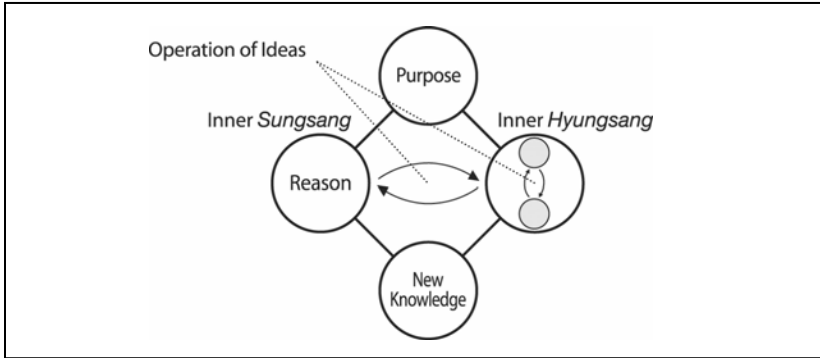 Operation of Ideas
Purpose
Inner Sungsang
Inner Hyungsang
Reason
New
Knowledge